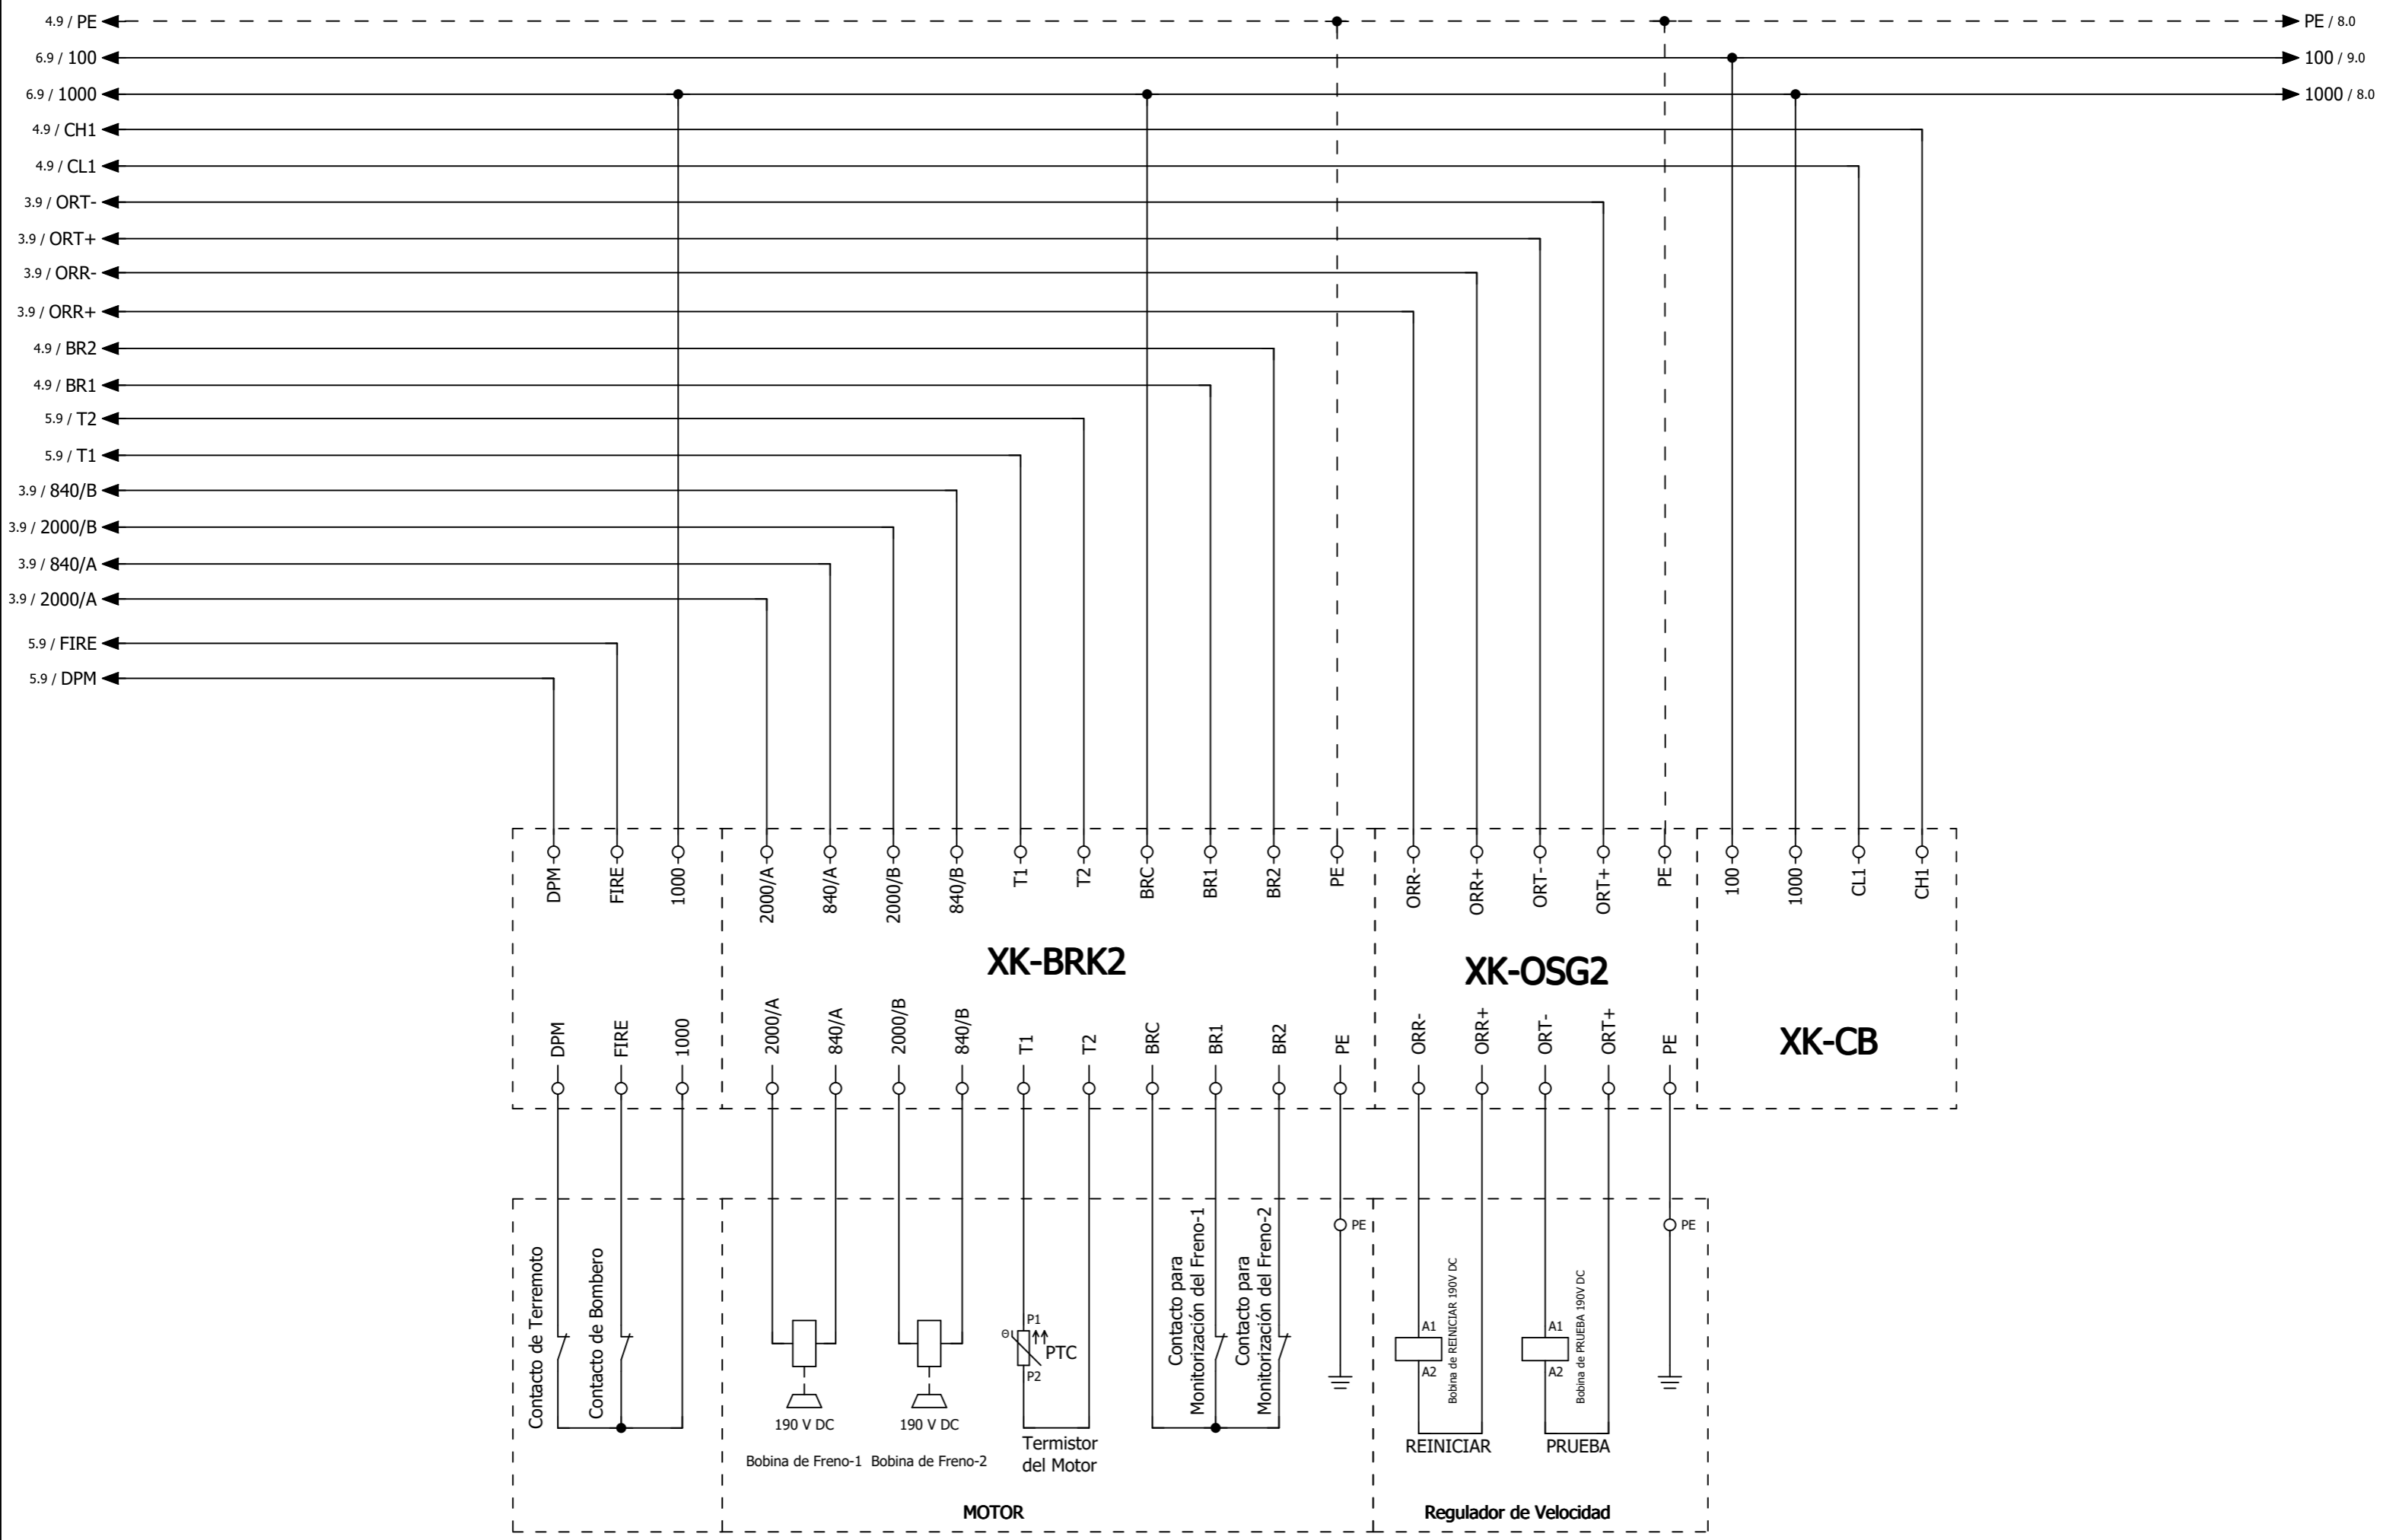 4.9 / PE
PE / 8.0
6.9 / 100
100 / 9.0
6.9 / 1000
1000 / 8.0
4.9 / CH1
4.9 / CL1
3.9 / ORT-
3.9 / ORT+
3.9 / ORR-
3.9 / ORR+
4.9 / BR2
4.9 / BR1
5.9 / T2
5.9 / T1
3.9 / 840/B
3.9 / 2000/B
3.9 / 840/A
3.9 / 2000/A
5.9 / FIRE
5.9 / DPM
DPM
FIRE
1000
2000/A
840/A
2000/B
840/B
T1
T2
BRC
BR1
BR2
PE
ORR-
ORR+
ORT-
ORT+
PE
100
1000
CL1
CH1
XK-BRK2
XK-OSG2
XK-CB
DPM
FIRE
1000
2000/A
840/A
2000/B
840/B
T1
T2
BRC
BR1
BR2
PE
ORR-
ORR+
ORT-
ORT+
PE
Contacto de Terremoto
Contacto de Bombero
190 V DC
Bobina de Freno-1
190 V DC
Bobina de Freno-2
P1
Θ
PTC
P2
Termistor
del Motor
Contacto para
Monitorización del Freno-1
Contacto para
Monitorización del Freno-2
PE
A1
A2
Bobina de REINICIAR 190V DC
REINICIAR
A1
A2
Bobina de PRUEBA 190V DC
PRUEBA
PE
MOTOR
Regulador de Velocidad